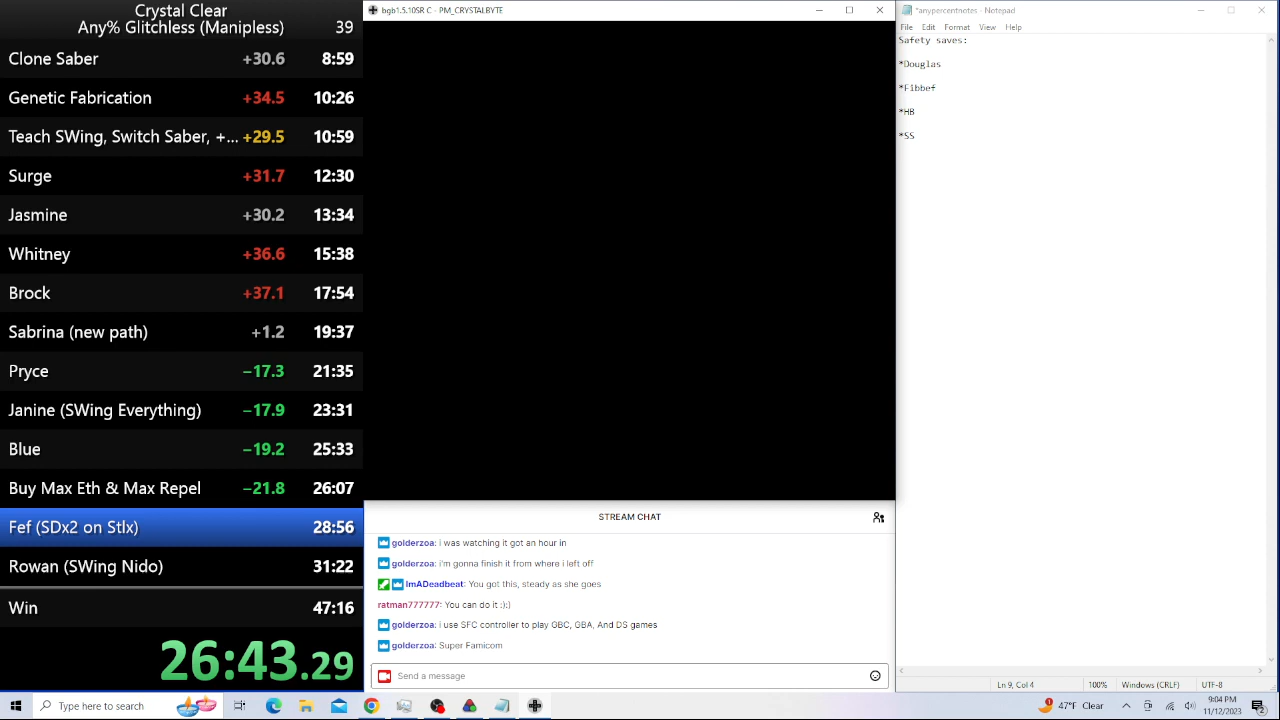 Crystal Clear
Any% Glitchless (Manipless) 39
Clone Saber +30.6 8:59
Genetic Fabrication +34.5 10:26
Teach SWing, Switch Saber, +... +29.5 10:59
Surge +31.7 12:30
Jasmine +30.2 13:34
Whitney +36.6 15:38
Brock +37.1 17:54
Sabrina (new path) +1.2 19:37
Pryce −17.3 21:35
Janine (SWing Everything) −17.9 23:31
Blue −19.2 25:33
Buy Max Eth & Max Repel −21.8 26:07
Fef (SDx2 on Stlx) 28:56
Rowan (SWing Nido) 31:22
Win 47:16
26:43.29
bgb1.5.10SR C - PM_CRYSTALBYTE
STREAM CHAT
golderzoa: i was watching it got an hour in
golderzoa: i'm gonna finish it from where i left off
ImADeadbeat: You got this, steady as she goes
ratman777777: You can do it :):)
golderzoa: i use SFC controller to play GBC, GBA, And DS games
golderzoa: Super Famicom
Send a message
*anypercentnotes - Notepad
File Edit Format View Help
Safety saves:
*Douglas
*Fibbef
*HB
*SS
Ln 9, Col 4 100% Windows (CRLF) UTF-8
Type here to search
47°F Clear
9:04 PM
11/12/2023
2